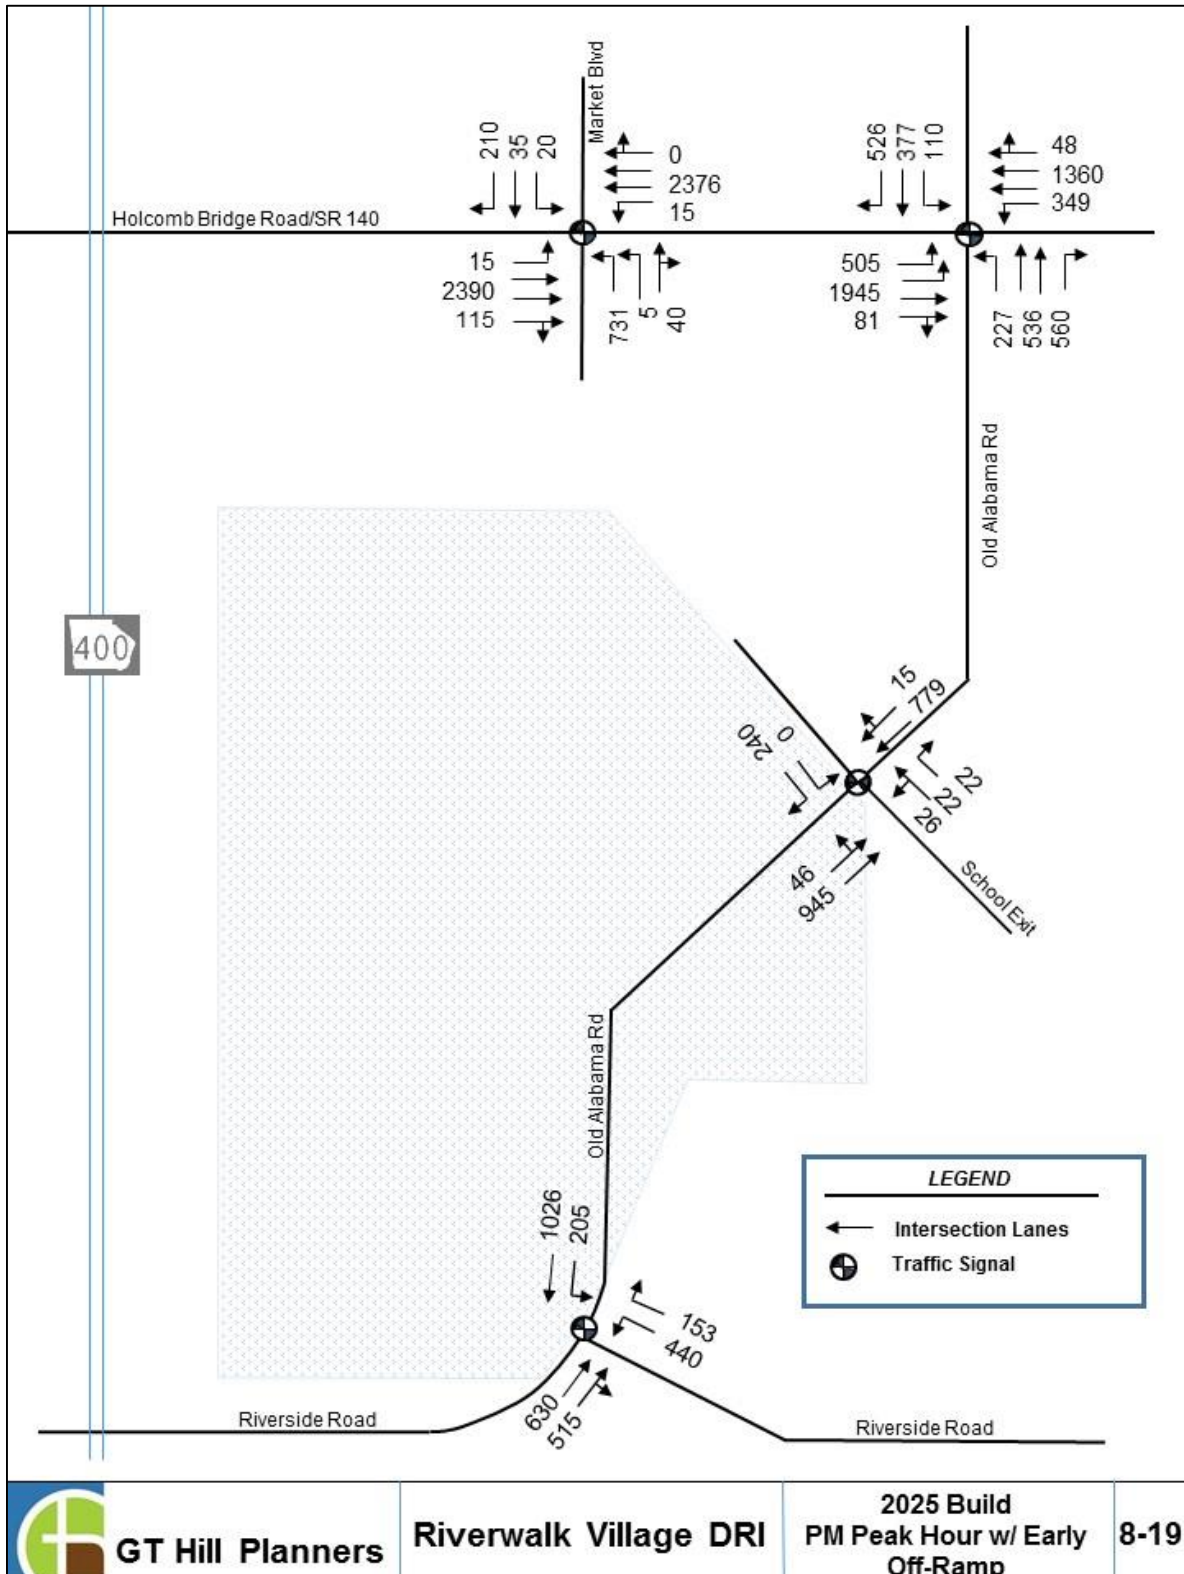 Market Blvd
210
35
20
0
2376
15
526
377
110
48
1360
349
Holcomb Bridge Road/SR 140
15
2390
115
731
5
40
505
1945
81
227
536
560
Old Alabama Rd
400
15
779
0
240
22
22
26
46
945
School Exit
Old Alabama Rd
LEGEND
Intersection Lanes
Traffic Signal
1026
205
153
440
630
515
Riverside Road
Riverside Road
GT Hill Planners
Riverwalk Village DRI
2025 Build
PM Peak Hour w/ Early
Off-Ramp
8-19